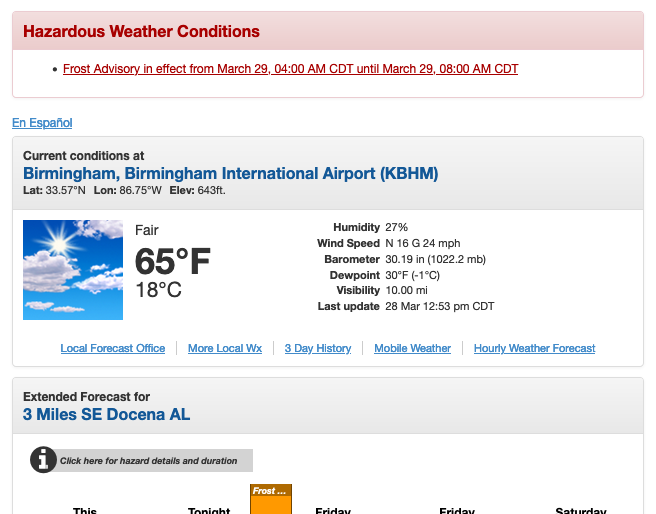 Hazardous Weather Conditions
• Frost Advisory in effect from March 29, 04:00 AM CDT until March 29, 08:00 AM CDT
En Español
Current conditions at
Birmingham, Birmingham International Airport (KBHM)
Lat: 33.57°N Lon: 86.75°W Elev: 643ft.
Fair
65°F
18°C
Humidity 27%
Wind Speed N 16 G 24 mph
Barometer 30.19 in (1022.2 mb)
Dewpoint 30°F (-1°C)
Visibility 10.00 mi
Last update 28 Mar 12:53 pm CDT
Local Forecast Office More Local Wx 3 Day History Mobile Weather Hourly Weather Forecast
Extended Forecast for
3 Miles SE Docena AL
i Click here for hazard details and duration
Frost ...
This Tonight Friday Friday Saturday